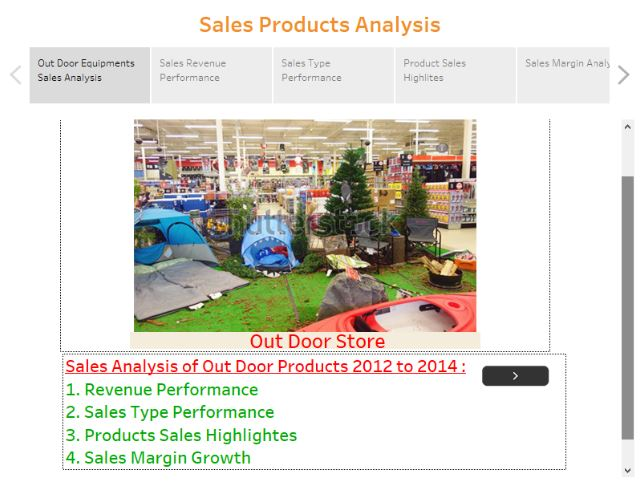 Sales Products Analysis
Out Door Equipments
Sales Analysis
Sales Revenue
Performance
Sales Type
Performance
Product Sales
Highlites
Sales Margin Analy
shutterstock
Out Door Store
Sales Analysis of Out Door Products 2012 to 2014 :
1. Revenue Performance
2. Sales Type Performance
3. Products Sales Highlightes
4. Sales Margin Growth